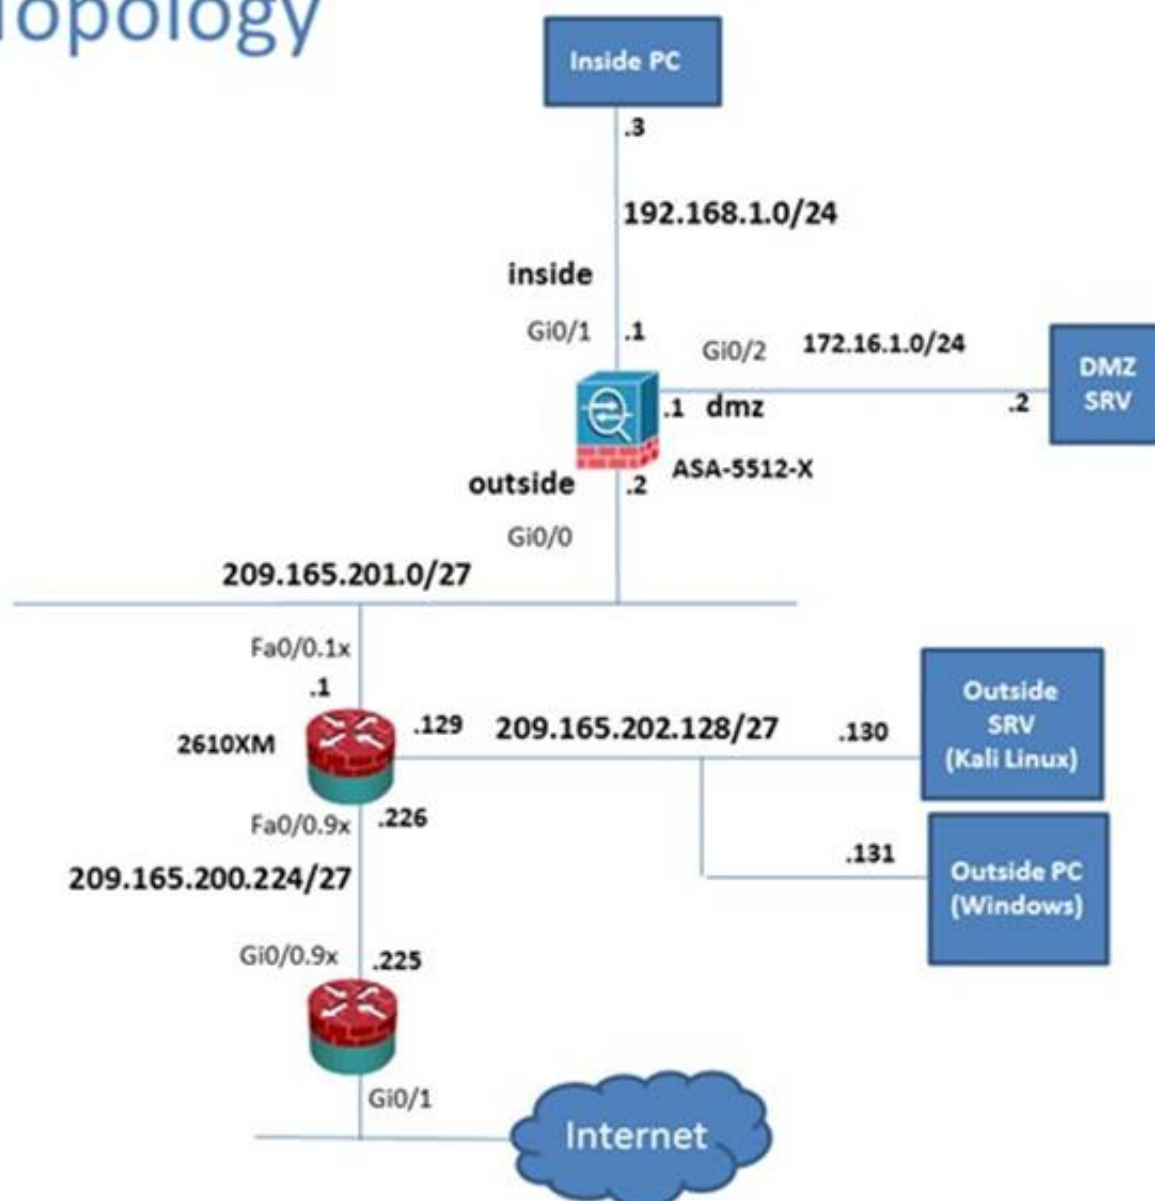 Topology
Inside PC
.3
192.168.1.0/24
inside
Gi0/1
.1
Gi0/2
172.16.1.0/24
DMZ
SRV
.1
dmz
.2
ASA-5512-X
outside
.2
Gi0/0
209.165.201.0/27
Fa0/0.1x
.1
2610XM
.129
209.165.202.128/27
.130
Outside
SRV
(Kali Linux)
Fa0/0.9x
.226
209.165.200.224/27
.131
Outside PC
(Windows)
Gi0/0.9x
.225
Gi0/1
Internet